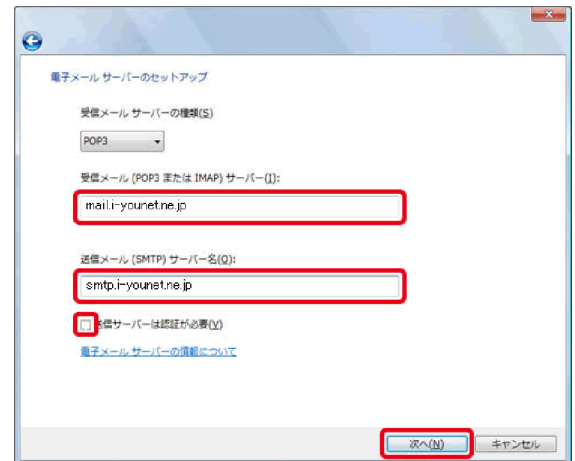 電子メール サーバーのセットアップ
受信メール サーバーの種類(S)
POP3
受信メール (POP3 または IMAP) サーバー(I):
mail.i-younet.ne.jp
送信メール (SMTP) サーバー名(O):
smtp.i-younet.ne.jp
送信サーバーは認証が必要(V)
電子メール サーバーの情報について
次へ(N)
キャンセル